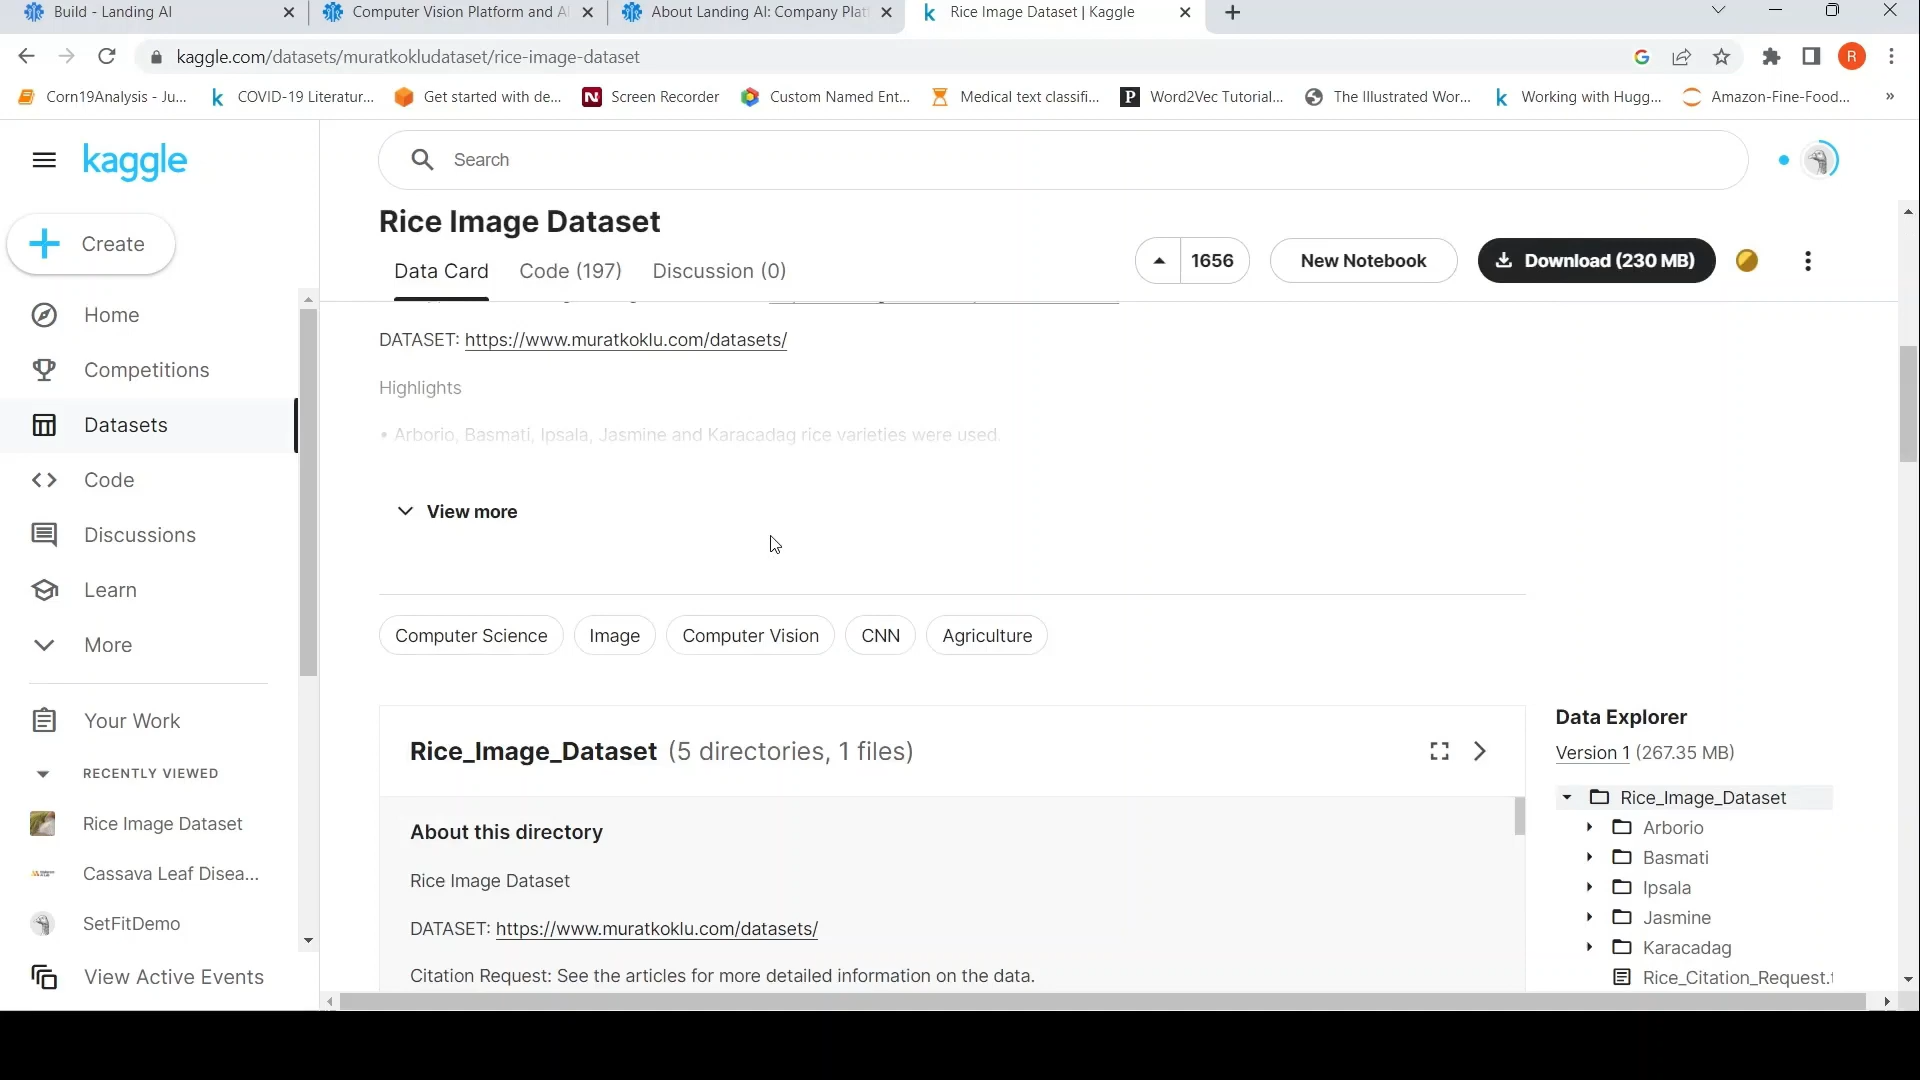 Build - Landing AI
Computer Vision Platform and AI
About Landing AI: Company Plat
Rice Image Dataset | Kaggle
kaggle.com/datasets/muratkokludataset/rice-image-dataset
R
Corn19Analysis - Ju...
COVID-19 Literatur...
Get started with de...
Screen Recorder
Custom Named Ent...
Medical text classifi...
Word2Vec Tutorial...
The Illustrated Wor...
Working with Hugg...
Amazon-Fine-Food...
»
kaggle
Search
Create
Home
Competitions
Datasets
Code
Discussions
Learn
More
Your Work
RECENTLY VIEWED
Rice Image Dataset
Cassava Leaf Disea...
SetFitDemo
View Active Events
Rice Image Dataset
Data Card
Code (197)
Discussion (0)
1656
New Notebook
Download (230 MB)
DATASET: https://www.muratkoklu.com/datasets/
Highlights
• Arborio, Basmati, Ipsala, Jasmine and Karacadag rice varieties were used.
View more
Computer Science
Image
Computer Vision
CNN
Agriculture
Rice_Image_Dataset (5 directories, 1 files)
About this directory
Rice Image Dataset
DATASET: https://www.muratkoklu.com/datasets/
Citation Request: See the articles for more detailed information on the data.
Data Explorer
Version 1 (267.35 MB)
Rice_Image_Dataset
Arborio
Basmati
Ipsala
Jasmine
Karacadag
Rice_Citation_Request.t